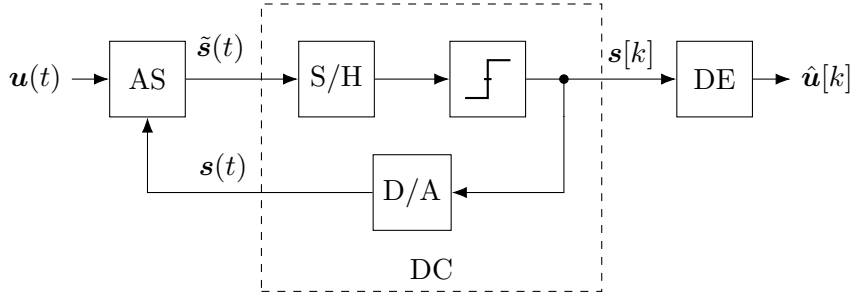 𝒖(t) AS 𝒔̃(t) S/H 𝒔[k] DE 𝒖̂[k]
𝒔(t) D/A
DC